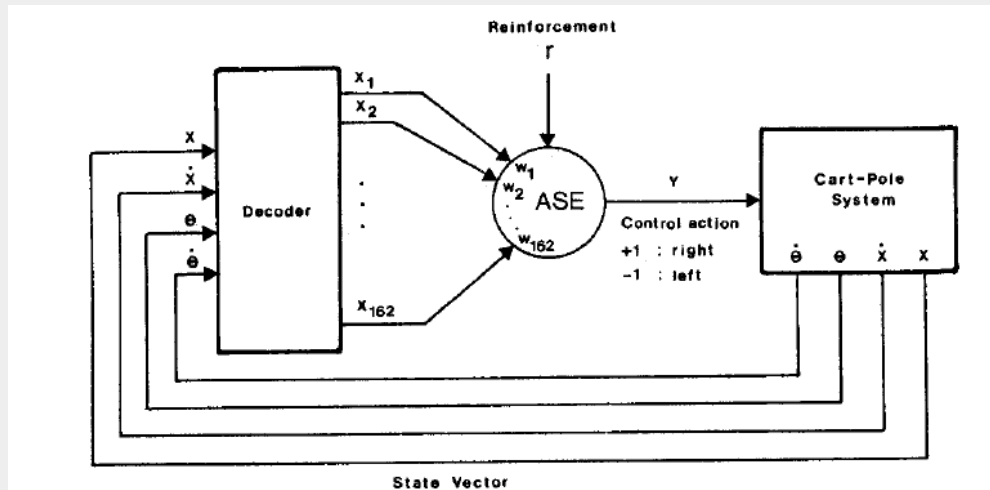 Reinforcement
r
x1
x2
x
ẋ
θ
θ̇
Decoder
.
.
.
x162
w1
w2
.
.
.
w162
ASE
Y
Control action
+1 : right
-1 : left
Cart-Pole
System
θ̇ θ ẋ x
State Vector